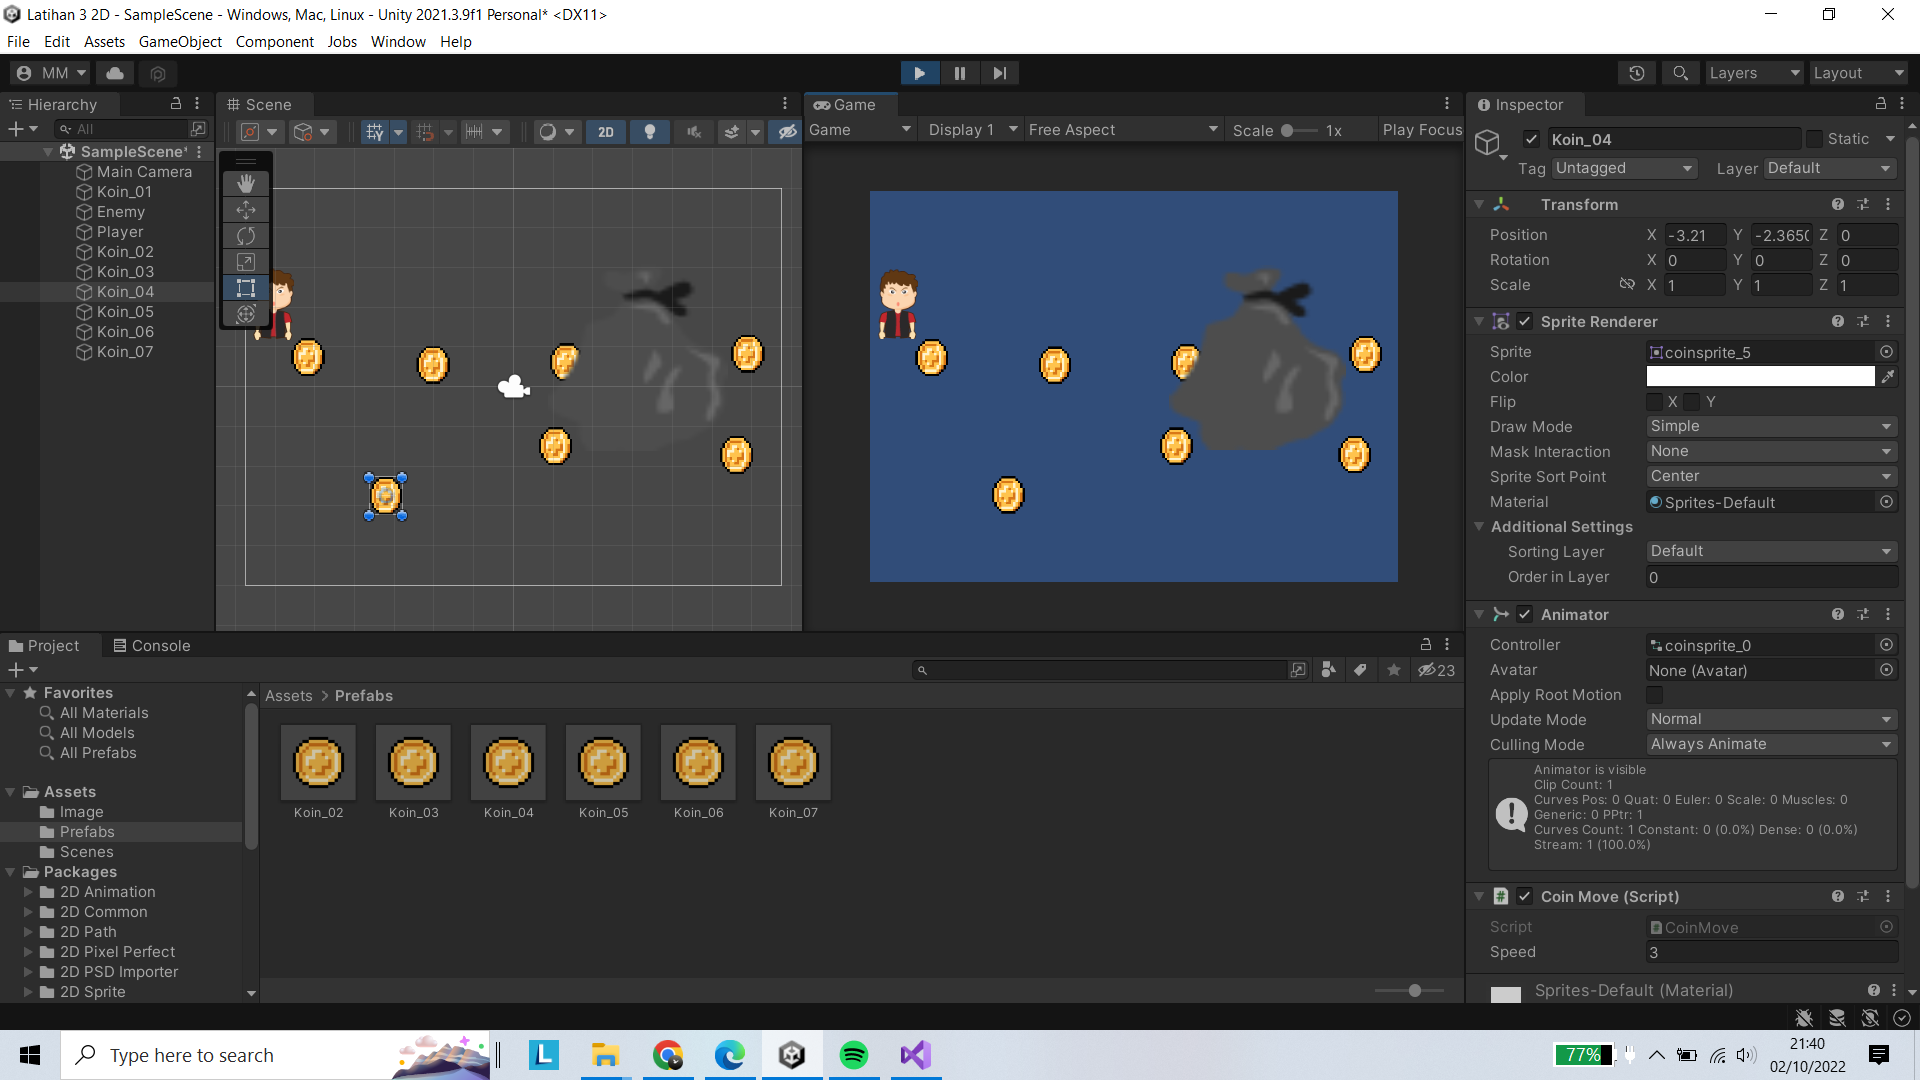 Latihan 3 2D - SampleScene - Windows, Mac, Linux - Unity 2021.3.9f1 Personal* <DX11>
File Edit Assets GameObject Component Jobs Window Help
MM
Layers
Layout
Hierarchy
All
SampleScene*
Main Camera
Koin_01
Enemy
Player
Koin_02
Koin_03
Koin_04
Koin_05
Koin_06
Koin_07
Scene
2D
Game
Game Display 1 Free Aspect Scale 1x Play Focus
Inspector
Koin_04 Static
Tag Untagged Layer Default
Transform
Position X -3.21 Y -2.365 Z 0
Rotation X 0 Y 0 Z 0
Scale X 1 Y 1 Z 1
Sprite Renderer
Sprite coinsprite_5
Color
Flip X Y
Draw Mode Simple
Mask Interaction None
Sprite Sort Point Center
Material Sprites-Default
Additional Settings
Sorting Layer Default
Order in Layer 0
Animator
Controller coinsprite_0
Avatar None (Avatar)
Apply Root Motion
Update Mode Normal
Culling Mode Always Animate
Animator is visible
Clip Count: 1
Curves Pos: 0 Quat: 0 Euler: 0 Scale: 0 Muscles: 0
Generic: 0 PPtr: 1
Curves Count: 1 Constant: 0 (0.0%) Dense: 0 (0.0%)
Stream: 1 (100.0%)
Coin Move (Script)
Script CoinMove
Speed 3
Sprites-Default (Material)
Project Console
23
Favorites
All Materials
All Models
All Prefabs
Assets
Image
Prefabs
Scenes
Packages
2D Animation
2D Common
2D Path
2D Pixel Perfect
2D PSD Importer
2D Sprite
Assets > Prefabs
Koin_02 Koin_03 Koin_04 Koin_05 Koin_06 Koin_07
Type here to search
L
77%
21:40
02/10/2022